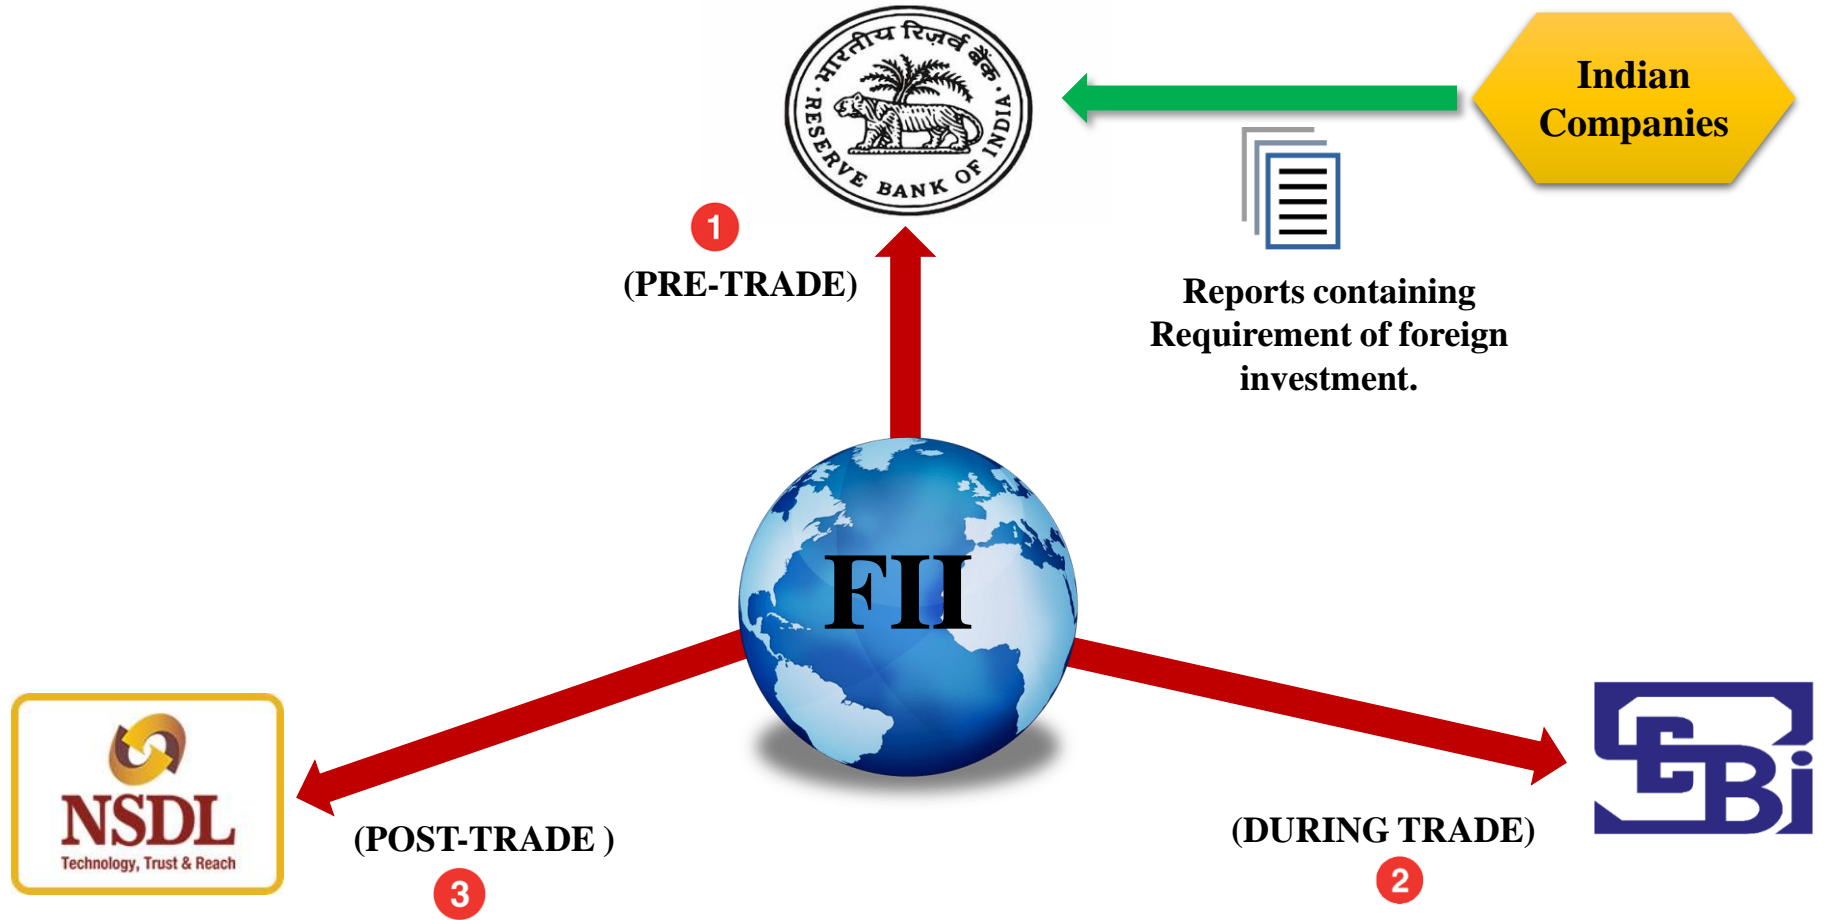 भारतीय रिज़र्व बैंक
RESERVE BANK OF INDIA
Indian
Companies
1
(PRE-TRADE)
Reports containing
Requirement of foreign
investment.
FII
NSDL
Technology, Trust & Reach
(POST-TRADE )
3
(DURING TRADE)
2
SEBi